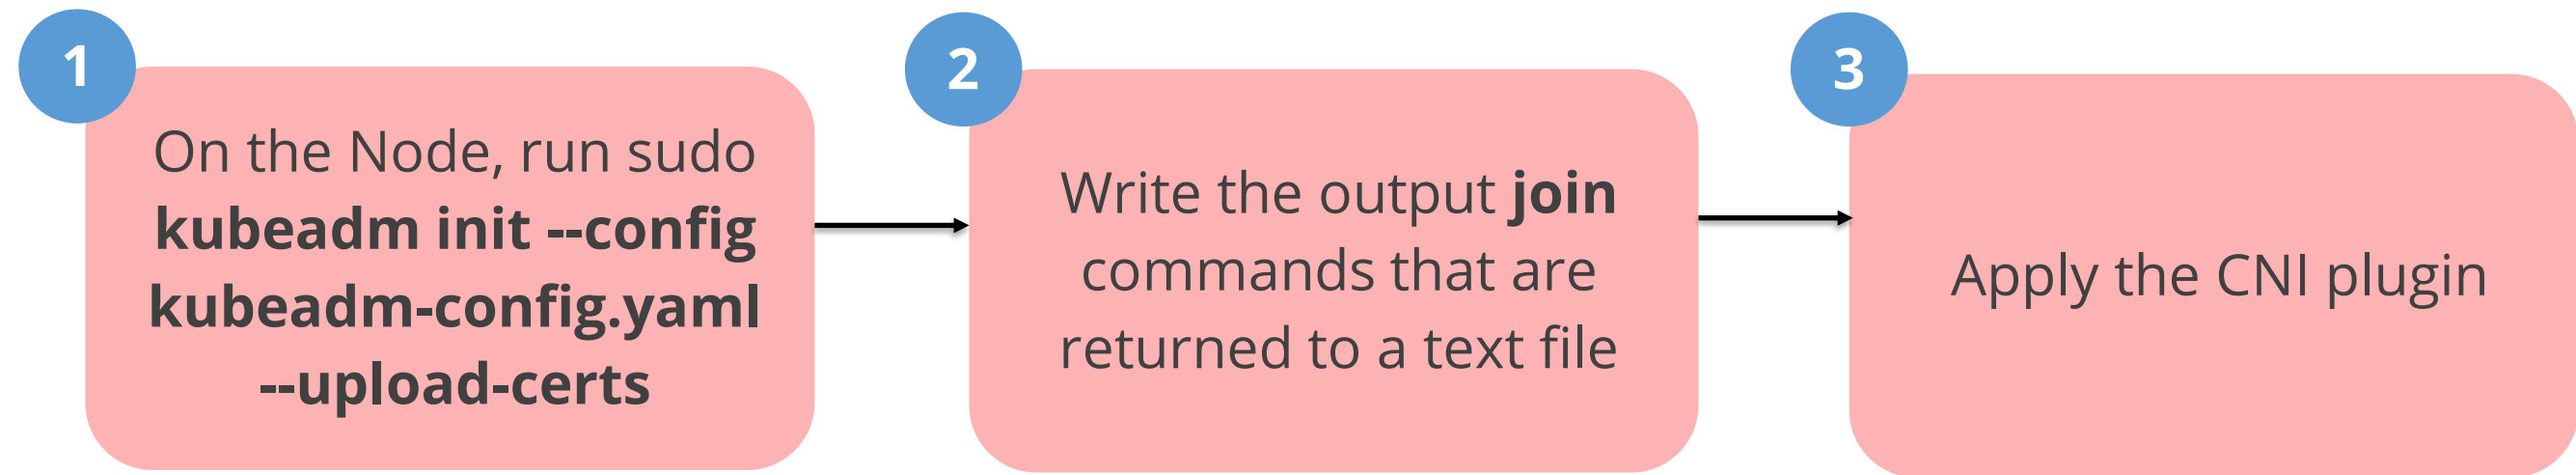 1
On the Node, run sudo
kubeadm init --config
kubeadm-config.yaml
--upload-certs
2
Write the output join
commands that are
returned to a text file
3
Apply the CNI plugin